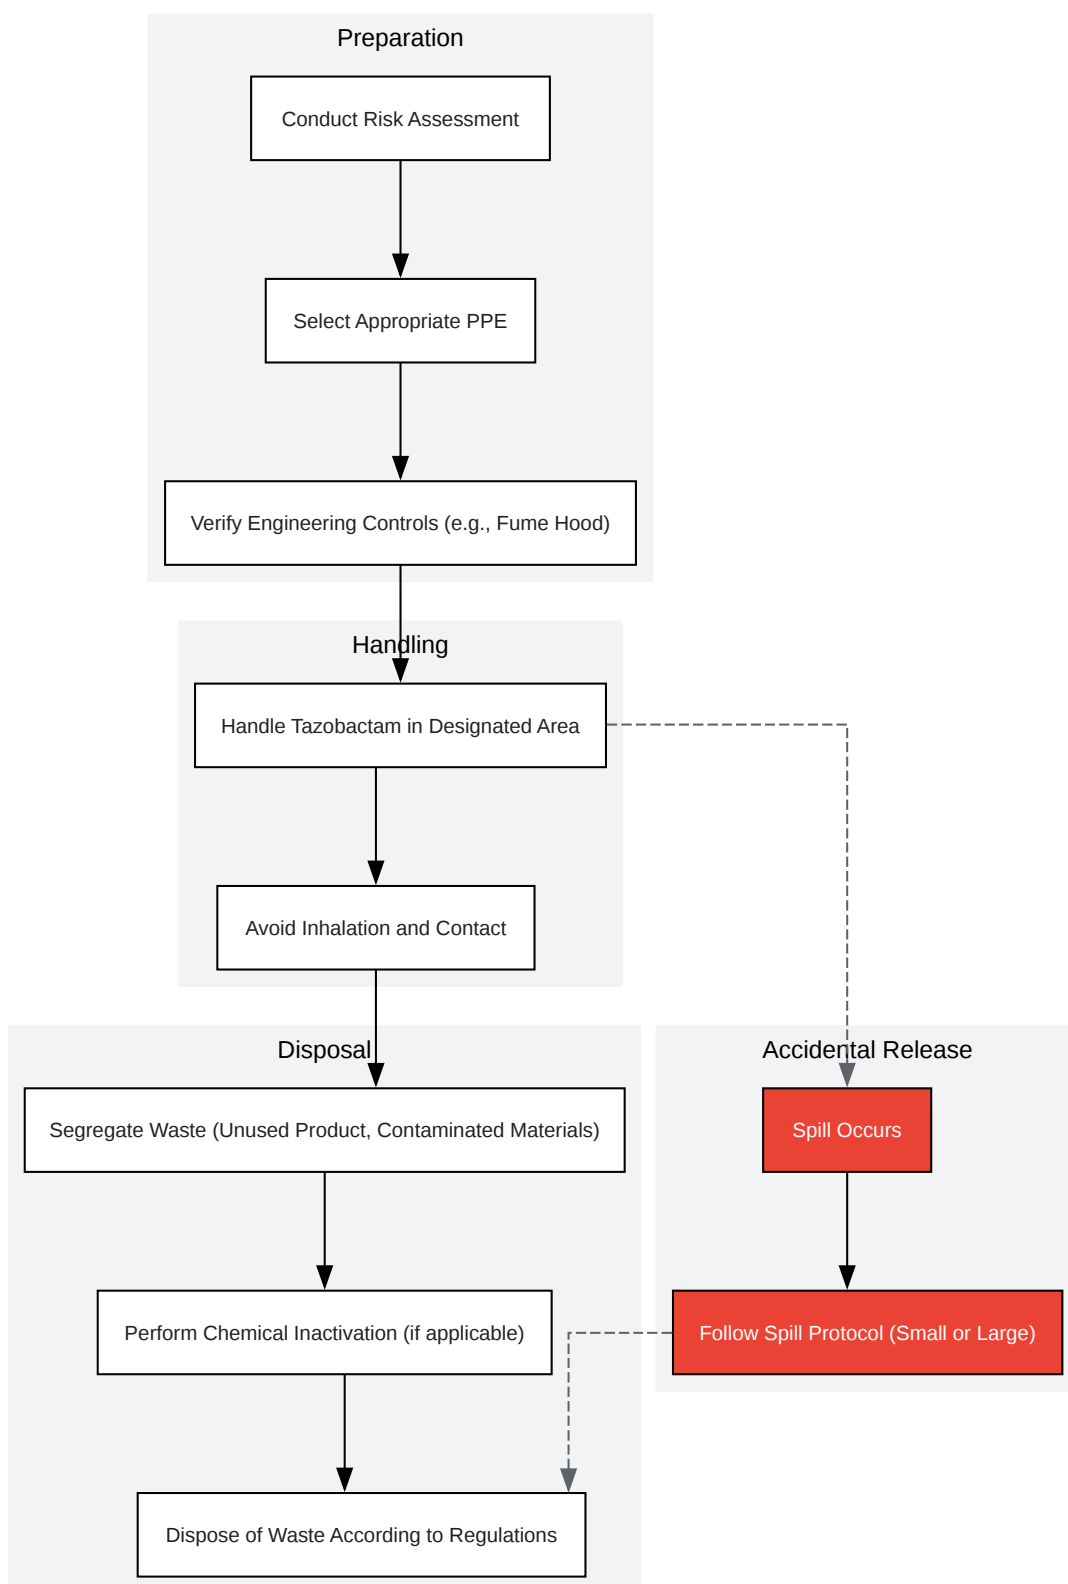 Preparation
Conduct Risk Assessment
Select Appropriate PPE
Verify Engineering Controls (e.g., Fume Hood)
Handling
Handle Tazobactam in Designated Area
Avoid Inhalation and Contact
Disposal
Segregate Waste (Unused Product, Contaminated Materials)
Perform Chemical Inactivation (if applicable)
Dispose of Waste According to Regulations
Accidental Release
Spill Occurs
Follow Spill Protocol (Small or Large)